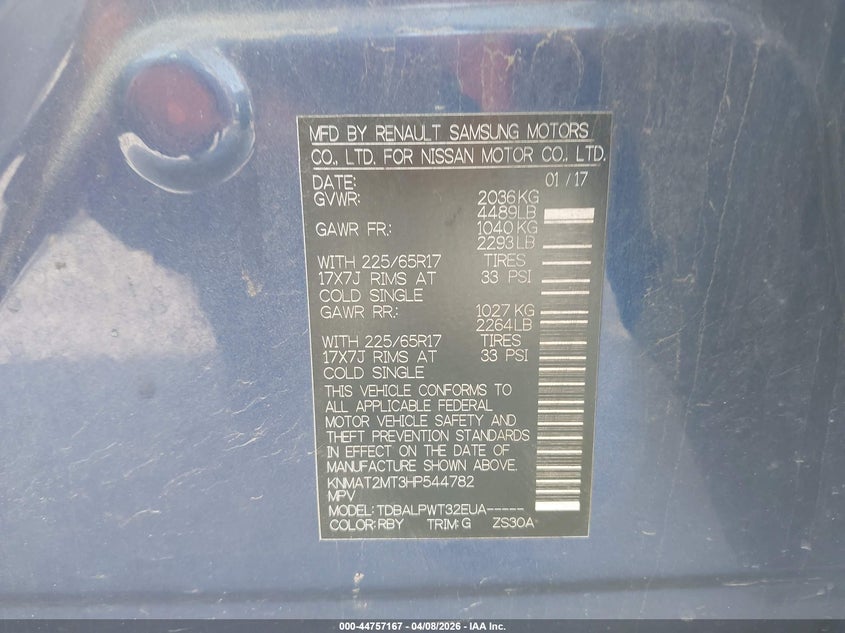 MFD BY RENAULT SAMSUNG MOTORS
CO., LTD. FOR NISSAN MOTOR CO., LTD.
DATE: 01 / 17
GVWR: 2036 KG
4489 LB
GAWR FR.: 1040 KG
2293 LB
WITH 225/65R17 TIRES
17X7J RIMS AT 33 PSI
COLD SINGLE
GAWR RR.: 1027 KG
2264 LB
WITH 225/65R17 TIRES
17X7J RIMS AT 33 PSI
COLD SINGLE
THIS VEHICLE CONFORMS TO
ALL APPLICABLE FEDERAL
MOTOR VEHICLE SAFETY AND
THEFT PREVENTION STANDARDS
IN EFFECT ON THE DATE OF
MANUFACTURE SHOWN ABOVE.
KNMAT2MT3HP544782
MPV
MODEL: TDBALPWT32EUA-----
COLOR: RBY TRIM: G ZS30A
000-44757167 - 04/08/2026 - IAA Inc.